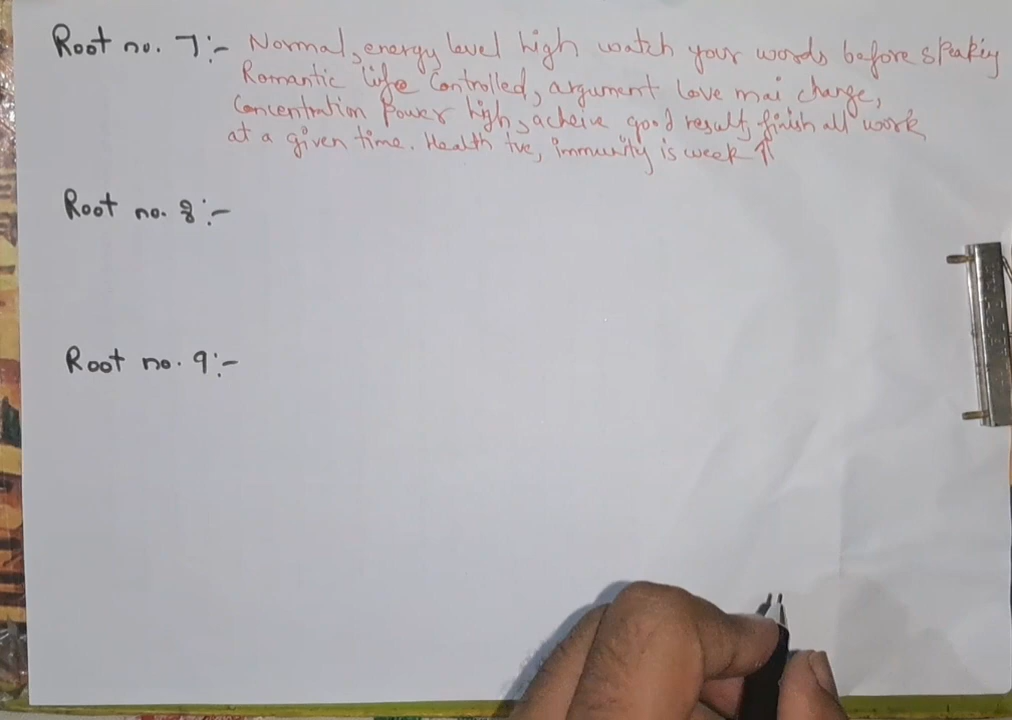 Root no. 7:- Normal, energy level high watch your words before speaking
Romantic life controlled, argument love mai change,
Concentration Power high, acheive good result, finish all work
at a given time. Health +ve, immunity is week ↑
Root no. 8:-
Root no. 9:-